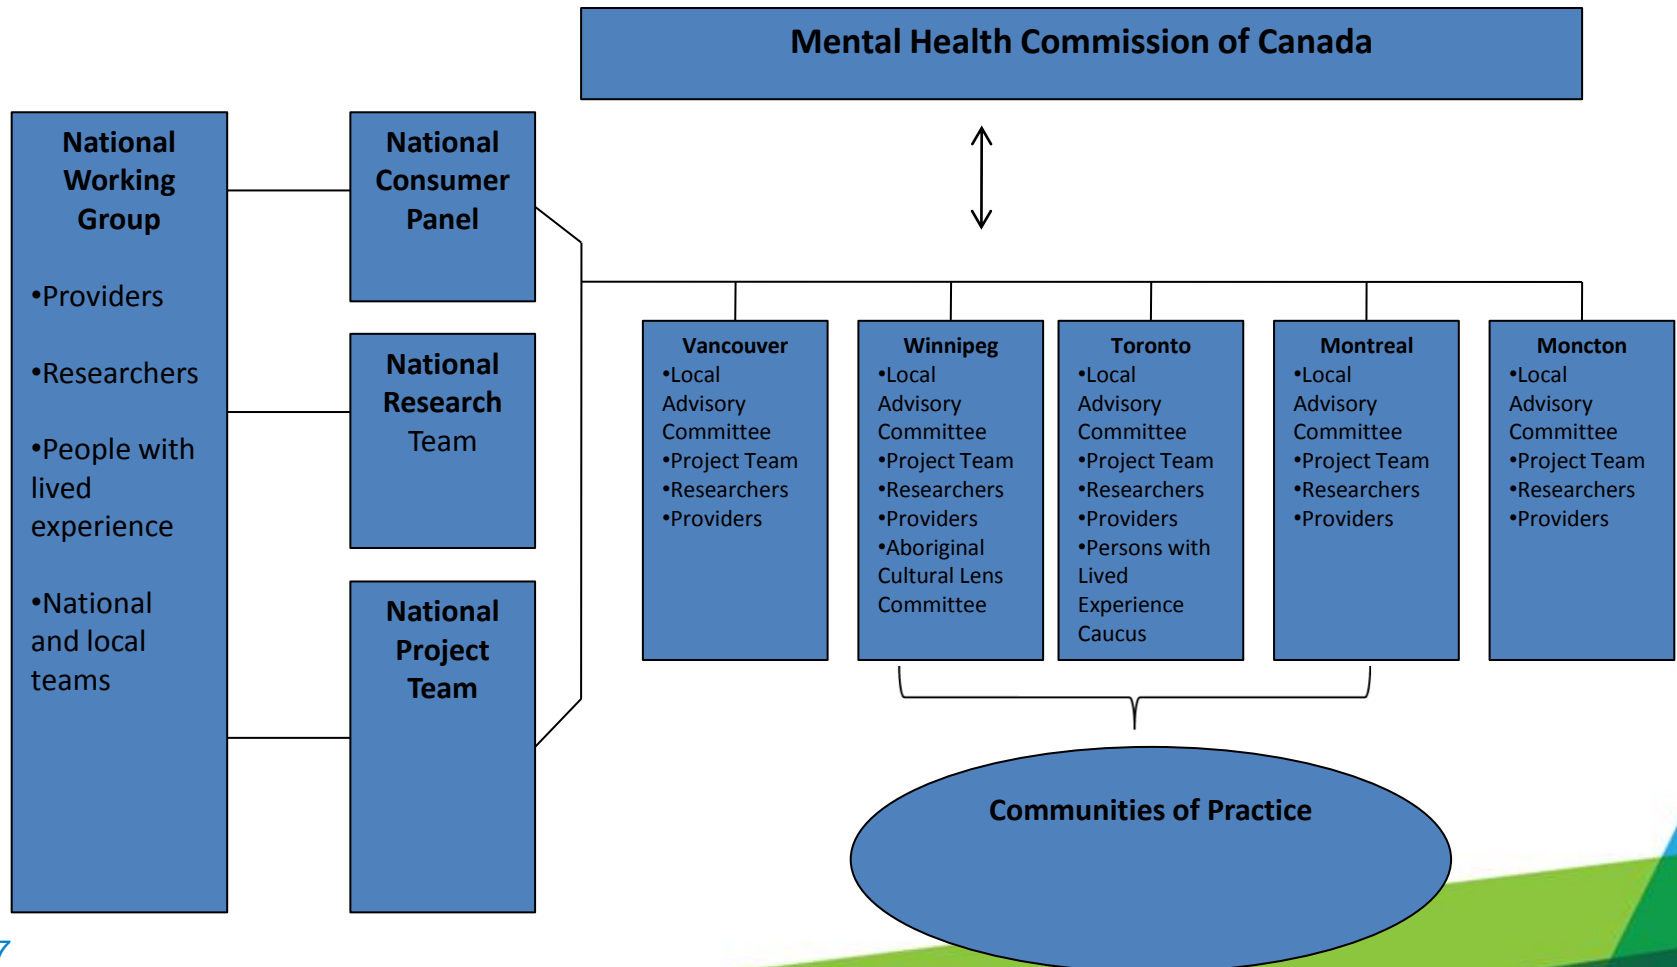 Mental Health Commission of Canada
National
Working
Group
•Providers
•Researchers
•People with
lived
experience
•National
and local
teams
National
Consumer
Panel
National
Research
Team
National
Project
Team
Vancouver
•Local
Advisory
Committee
•Project Team
•Researchers
•Providers
Winnipeg
•Local
Advisory
Committee
•Project Team
•Researchers
•Providers
•Aboriginal
Cultural Lens
Committee
Toronto
•Local
Advisory
Committee
•Project Team
•Researchers
•Providers
•Persons with
Lived
Experience
Caucus
Montreal
•Local
Advisory
Committee
•Project Team
•Researchers
•Providers
Moncton
•Local
Advisory
Committee
•Project Team
•Researchers
•Providers
Communities of Practice
7